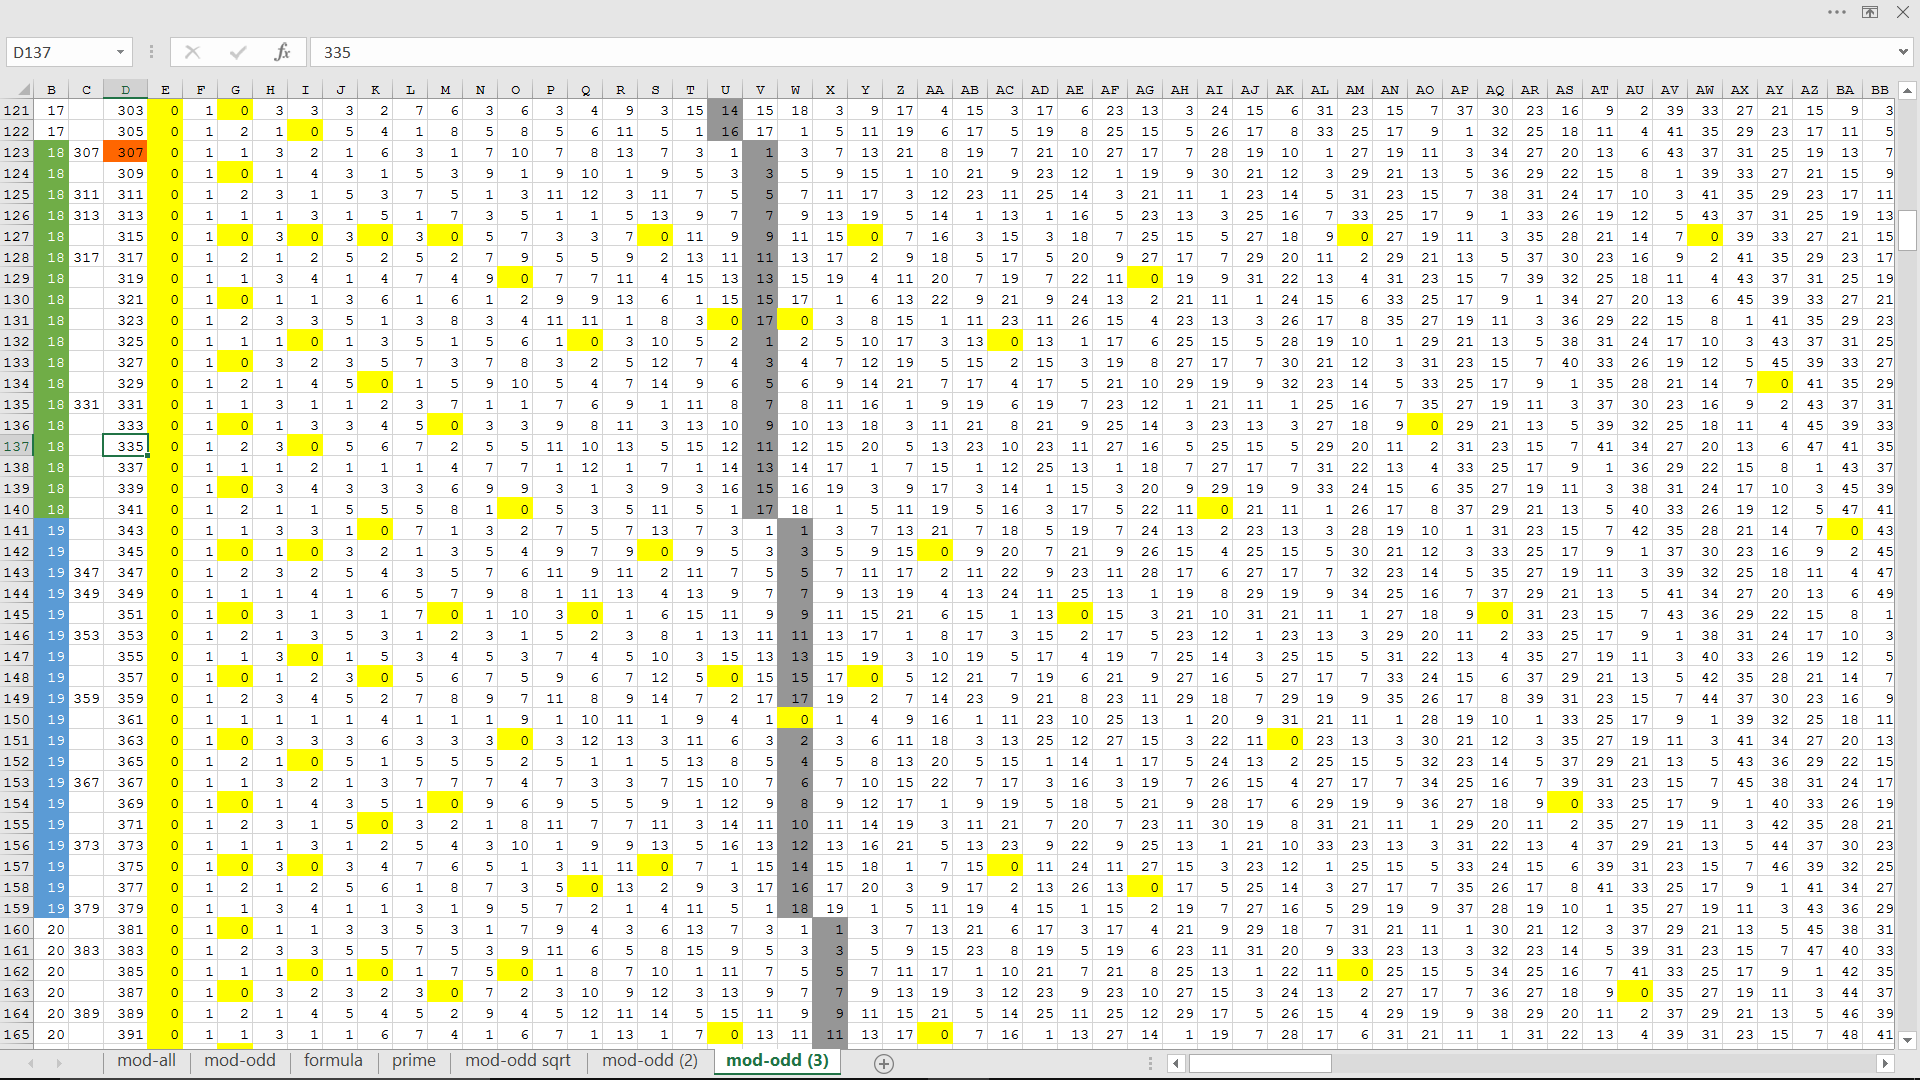 D137 fx 335
B C D E F G H I J K L M N O P Q R S T U V W X Y Z AA AB AC AD AE AF AG AH AI AJ AK AL AM AN AO AP AQ AR AS AT AU AV AW AX AY AZ BA BB
121 17 303 0 1 0 3 3 3 2 7 6 3 6 3 4 9 3 15 14 15 18 3 9 17 4 15 3 17 6 23 13 3 24 15 6 31 23 15 7 37 31 25 16 9 2 39 33 27 21 15 9 3
122 17 305 0 1 2 1 0 5 4 1 8 5 8 5 6 11 5 1 16 17 1 5 11 19 6 17 5 19 8 25 15 5 26 17 8 33 25 17 9 1 32 25 18 11 4 41 35 29 23 17 11 5
123 18 307 307 0 1 1 3 2 1 6 3 1 7 10 7 8 13 7 3 1 1 3 7 13 21 8 19 7 21 10 27 17 7 28 19 10 1 27 19 11 3 34 27 20 13 6 43 37 31 25 19 13 7
124 18 309 0 1 0 1 4 3 1 5 3 9 1 9 10 1 9 5 3 3 5 9 15 1 10 21 9 23 12 1 19 9 30 21 12 3 29 21 13 5 36 29 22 15 8 1 39 33 27 21 15 9
125 18 311 311 0 1 2 3 1 5 3 7 5 1 3 11 12 3 11 7 5 5 7 11 17 3 12 23 11 25 14 3 21 11 1 23 14 5 31 23 15 7 38 31 24 17 10 3 41 35 29 23 17 11
126 18 313 313 0 1 1 1 3 1 5 1 7 3 5 1 1 5 13 9 7 7 9 13 19 5 14 1 13 1 16 5 23 13 3 25 16 7 33 25 17 9 1 33 26 19 12 5 43 37 31 25 19 13
127 18 315 0 1 0 3 0 3 0 3 0 5 7 3 3 7 0 11 9 9 11 15 0 7 16 3 15 3 18 7 25 15 5 27 18 9 0 27 19 11 3 35 28 21 14 7 0 39 33 27 21 15
128 18 317 317 0 1 2 1 2 5 2 5 2 7 9 5 5 9 2 13 11 11 13 17 2 9 18 5 17 5 20 9 27 17 7 29 20 11 2 29 21 13 5 37 30 23 16 9 2 41 35 29 23 17
129 18 319 0 1 1 3 4 1 4 7 4 9 0 7 7 11 4 15 13 13 15 19 4 11 20 7 19 7 22 11 0 19 9 31 22 13 4 31 23 15 7 39 32 25 18 11 4 43 37 31 25 19
130 18 321 0 1 0 1 1 3 6 1 6 1 2 9 9 13 6 1 15 15 17 1 6 13 22 9 21 9 24 13 2 21 11 1 24 15 6 33 25 17 9 1 34 27 20 13 6 45 39 33 27 21
131 18 323 0 1 2 3 3 5 1 3 8 3 4 11 11 1 8 3 0 17 0 3 8 15 1 11 23 11 26 15 4 23 13 3 26 17 8 35 27 19 11 3 36 29 22 15 8 1 41 35 29 23
132 18 325 0 1 1 1 0 1 3 5 1 5 6 1 0 3 10 5 2 1 2 5 10 17 3 13 0 13 1 17 6 25 15 5 28 19 10 1 29 21 13 5 38 31 24 17 10 3 43 37 31 25
133 18 327 0 1 0 3 2 3 5 7 3 7 8 3 2 5 12 7 4 3 4 7 12 19 5 15 2 15 3 19 8 27 17 7 30 21 12 3 31 23 15 7 40 33 26 19 12 5 45 39 33 27
134 18 329 0 1 2 1 4 5 0 1 5 9 10 5 4 7 14 9 6 5 6 9 14 21 7 17 4 17 5 21 10 29 19 9 32 23 14 5 33 25 17 9 1 35 28 21 14 7 0 41 35 29
135 18 331 331 0 1 1 3 1 1 2 3 7 1 1 7 6 9 1 11 8 7 8 11 16 1 9 19 6 19 7 23 12 1 21 11 1 25 16 7 35 27 19 11 3 37 30 23 16 9 2 43 37 31
136 18 333 0 1 0 1 3 3 4 5 0 3 3 9 8 11 3 13 10 9 10 13 18 3 11 21 8 21 9 25 14 3 23 13 3 27 18 9 0 29 21 13 5 39 32 25 18 11 4 45 39 33
137 18 335 0 1 2 3 0 5 6 7 2 5 5 11 10 13 5 15 12 11 12 15 20 5 13 23 10 23 11 27 16 5 25 15 5 29 20 11 2 31 23 15 7 41 34 27 20 13 6 47 41 35
138 18 337 0 1 1 1 2 1 1 1 4 7 7 1 12 1 7 1 14 13 14 17 1 7 15 1 12 25 13 1 18 7 27 17 7 31 22 13 4 33 25 17 9 1 36 29 22 15 8 1 43 37
139 18 339 0 1 0 3 4 3 3 3 6 9 9 3 1 3 9 3 16 15 16 19 3 9 17 3 14 1 15 3 20 9 29 19 9 33 24 15 6 35 27 19 11 3 38 31 24 17 10 3 45 39
140 18 341 0 1 2 1 1 5 5 5 8 1 0 5 3 5 11 5 1 17 18 1 5 11 19 5 16 3 17 5 22 11 0 21 11 1 26 17 8 37 29 21 13 5 40 33 26 19 12 5 47 41
141 19 343 0 1 1 3 3 1 0 7 1 3 2 7 5 7 13 7 3 1 1 3 7 13 21 7 18 5 19 7 24 13 2 23 13 3 28 19 10 1 31 23 15 7 42 35 28 21 14 7 0 43
142 19 345 0 1 0 1 0 3 2 1 3 5 4 9 7 9 0 9 5 3 3 5 9 15 0 9 20 7 21 9 26 15 4 25 15 5 30 21 12 3 33 25 17 9 1 37 30 23 16 9 2 45
143 19 347 347 0 1 2 3 2 5 4 3 5 7 6 11 9 11 2 11 7 5 5 7 11 17 2 11 22 9 23 11 28 17 6 27 17 7 32 23 14 5 35 27 19 11 3 39 32 25 18 11 4 47
144 19 349 349 0 1 1 1 4 1 6 5 7 9 8 1 11 13 4 13 9 7 7 9 13 19 4 13 24 11 25 13 1 19 8 29 19 9 34 25 16 7 37 29 21 13 5 41 34 27 20 13 6 49
145 19 351 0 1 0 3 1 3 1 7 0 1 10 3 0 1 6 15 11 9 9 11 15 21 6 15 1 13 0 15 3 21 10 31 21 11 1 27 18 9 0 31 23 15 7 43 36 29 22 15 8 1
146 19 353 353 0 1 2 1 3 5 3 1 2 3 1 5 2 3 8 1 13 11 11 13 17 1 8 17 3 15 2 17 5 23 12 1 23 13 3 29 20 11 2 33 25 17 9 1 38 31 24 17 10 3
147 19 355 0 1 1 3 0 1 5 3 4 5 3 7 4 5 10 3 15 13 13 15 19 3 10 19 5 17 4 19 7 25 14 3 25 15 5 31 22 13 4 35 27 19 11 3 40 33 26 19 12 5
148 19 357 0 1 0 1 2 3 0 5 6 7 5 9 6 7 12 5 0 15 15 17 0 5 12 21 7 19 6 21 9 27 16 5 27 17 7 33 24 15 6 37 29 21 13 5 42 35 28 21 14 7
149 19 359 359 0 1 2 3 4 5 2 7 8 9 7 11 8 9 14 7 2 17 17 19 2 7 14 23 9 21 8 23 11 29 18 7 29 19 9 35 26 17 8 39 31 23 15 7 44 37 30 23 16 9
150 19 361 0 1 1 1 1 1 4 1 1 1 9 1 10 11 1 9 4 1 0 1 4 9 16 1 11 23 10 25 13 1 20 9 31 21 11 1 28 19 10 1 33 25 17 9 1 39 32 25 18 11
151 19 363 0 1 0 3 3 3 6 3 3 3 0 3 12 13 3 11 6 3 2 3 6 11 18 3 13 25 12 27 15 3 22 11 0 23 13 3 30 21 12 3 35 27 19 11 3 41 34 27 20 13
152 19 365 0 1 2 1 0 5 1 5 5 5 2 5 1 1 5 13 8 5 4 5 8 13 20 5 15 1 14 1 17 5 24 13 2 25 15 5 32 23 14 5 37 29 21 13 5 43 36 29 22 15
153 19 367 367 0 1 1 3 2 1 3 7 7 7 4 7 3 3 7 15 10 7 6 7 10 15 22 7 17 3 16 3 19 7 26 15 4 27 17 7 34 25 16 7 39 31 23 15 7 45 38 31 24 17
154 19 369 0 1 0 1 4 3 5 1 0 9 6 9 5 5 9 1 12 9 8 9 12 17 1 9 19 5 18 5 21 9 28 17 6 29 19 9 36 27 18 9 0 33 25 17 9 1 40 33 26 19
155 19 371 0 1 2 3 1 5 0 3 2 1 8 11 7 7 11 3 14 11 10 11 14 19 3 11 21 7 20 7 23 11 30 19 8 31 21 11 1 29 20 11 2 35 27 19 11 3 42 35 28 21
156 19 373 373 0 1 1 1 3 1 2 5 4 3 10 1 9 9 13 5 16 13 12 13 16 21 5 13 23 9 22 9 25 13 1 21 10 33 23 13 3 31 22 13 4 37 29 21 13 5 44 37 30 23
157 19 375 0 1 0 3 0 3 4 7 6 5 1 3 11 11 0 7 1 15 14 15 18 1 7 15 0 11 24 11 27 15 3 23 12 1 25 15 5 33 24 15 6 39 31 23 15 7 46 39 32 25
158 19 377 0 1 2 1 2 5 6 1 8 7 3 5 0 13 2 9 3 17 16 17 20 3 9 17 2 13 26 13 0 17 5 25 14 3 27 17 7 35 26 17 8 41 33 25 17 9 1 41 34 27
159 19 379 379 0 1 1 3 4 1 1 3 1 9 5 7 2 1 4 11 5 1 18 19 1 5 11 19 4 15 1 15 2 19 7 27 16 5 29 19 9 37 28 19 10 1 35 27 19 11 3 43 36 29
160 20 381 0 1 0 1 1 3 3 5 3 1 7 9 4 3 6 13 7 3 1 1 3 7 13 21 6 17 3 17 4 21 9 29 18 7 31 21 11 1 30 21 12 3 37 29 21 13 5 45 38 31
161 20 383 383 0 1 2 3 3 5 5 7 5 3 9 11 6 5 8 15 9 5 3 3 5 9 15 23 8 19 5 19 6 23 11 31 20 9 33 23 13 3 32 23 14 5 39 31 23 15 7 47 40 33
162 20 385 0 1 1 1 0 1 0 1 7 5 0 1 8 7 10 1 11 7 5 5 7 11 17 1 10 21 7 21 8 25 13 1 22 11 0 25 15 5 34 25 16 7 41 33 25 17 9 1 42 35
163 20 387 0 1 0 3 2 3 2 3 0 7 2 3 10 9 12 3 13 9 7 7 9 13 19 3 12 23 9 23 10 27 15 3 24 13 2 27 17 7 36 27 18 9 0 35 27 19 11 3 44 37
164 20 389 389 0 1 2 1 4 5 4 5 2 9 4 5 12 11 14 5 15 11 9 9 11 15 21 5 14 25 11 25 12 29 17 5 26 15 4 29 19 9 38 29 20 11 2 37 29 21 13 5 46 39
165 20 391 0 1 1 3 1 1 6 7 4 1 6 7 1 13 1 7 0 13 11 11 13 17 0 7 16 1 13 27 14 1 19 7 28 17 6 31 21 11 1 31 22 13 4 39 31 23 15 7 48 41
mod-all mod-odd formula prime mod-odd sqrt mod-odd (2) mod-odd (3)